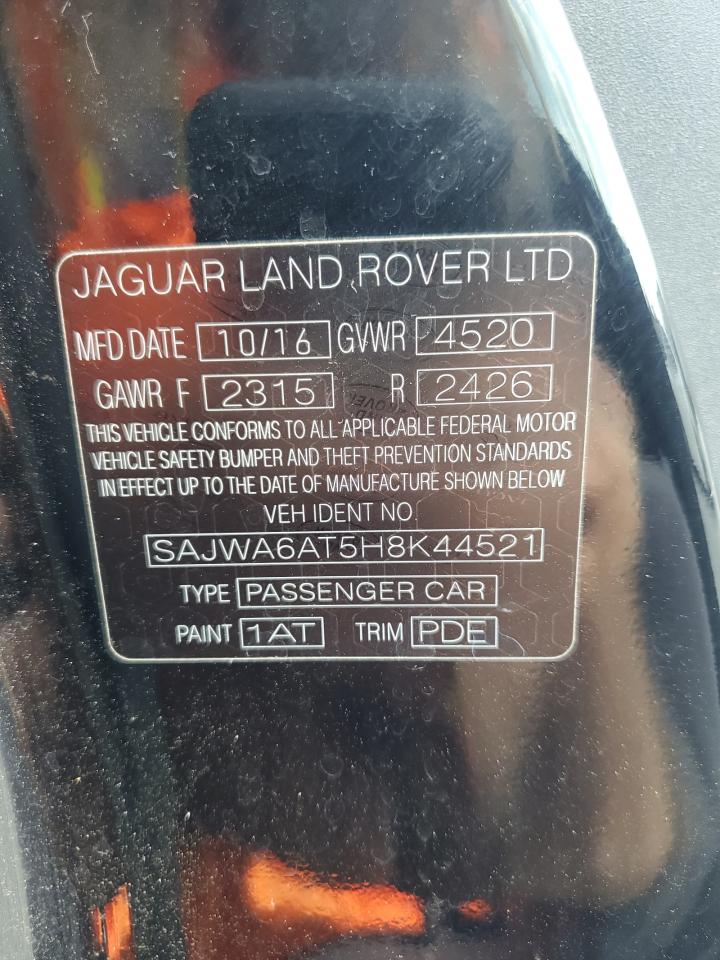 JAGUAR LAND ROVER LTD
MFD DATE 10/16 GVWR 4520
GAWR F 2315 R 2426
THIS VEHICLE CONFORMS TO ALL APPLICABLE FEDERAL MOTOR
VEHICLE SAFETY BUMPER AND THEFT PREVENTION STANDARDS
IN EFFECT UP TO THE DATE OF MANUFACTURE SHOWN BELOW
VEH IDENT NO
SAJWA6AT5H8K44521
TYPE PASSENGER CAR
PAINT 1AT TRIM PDE